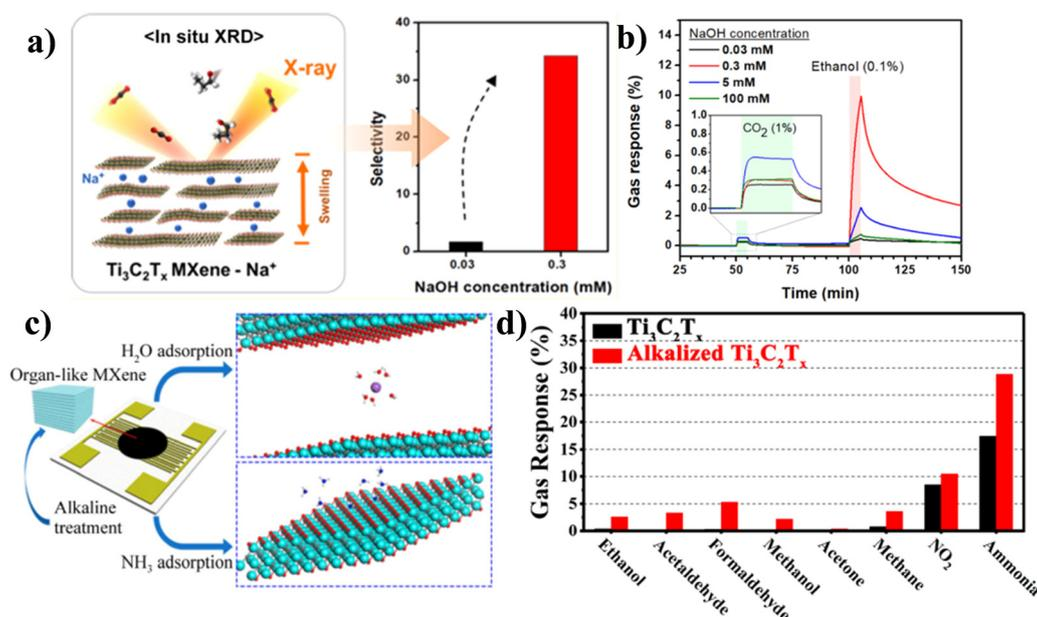 a)
<In situ XRD>
X-ray
Na⁺
Swelling
Ti₃C₂Tₓ MXene - Na⁺
Selectivity
40
30
20
10
0
0.03
0.3
NaOH concentration (mM)
b)
Gas response (%)
14
12
10
8
6
4
2
0
NaOH concentration
0.03 mM
0.3 mM
5 mM
100 mM
Ethanol (0.1%)
CO₂ (1%)
1.0
0.8
0.6
0.4
0.2
0.0
25
50
75
100
125
150
Time (min)
c)
H₂O adsorption
Organ-like MXene
Alkaline
treatment
NH₃ adsorption
d)
Gas Response (%)
40
35
30
25
20
15
10
5
0
Ti₃C₂Tₓ
Alkalized Ti₃C₂Tₓ
Ethanol
Acetaldehyde
Formaldehyde
Methanol
Acetone
Methane
NO₂
Ammonia